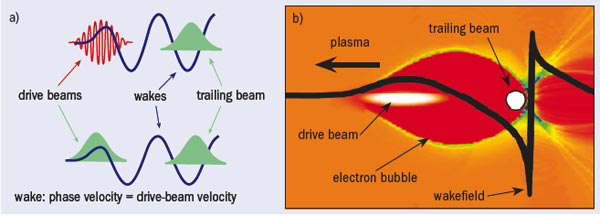 a)
drive beams
wakes
trailing beam
wake: phase velocity = drive-beam velocity
b)
plasma
trailing beam
drive beam
electron bubble
wakefield